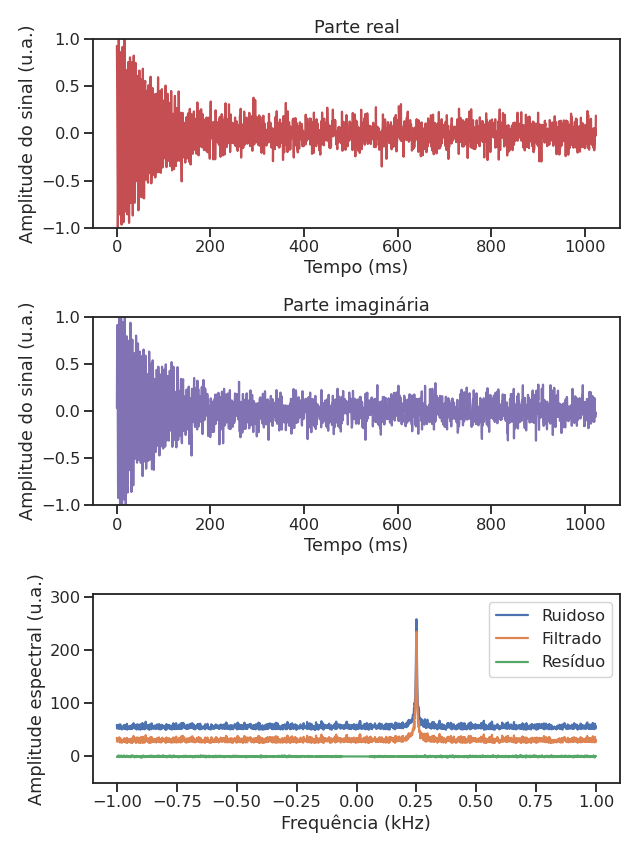 Parte real
Amplitude do sinal (u.a.)
1.0
0.5
0.0
−0.5
−1.0
0 200 400 600 800 1000
Tempo (ms)
Parte imaginária
Amplitude do sinal (u.a.)
1.0
0.5
0.0
−0.5
−1.0
0 200 400 600 800 1000
Tempo (ms)
Amplitude espectral (u.a.)
300
200
100
0
Ruidoso
Filtrado
Resíduo
−1.00 −0.75 −0.50 −0.25 0.00 0.25 0.50 0.75 1.00
Frequência (kHz)